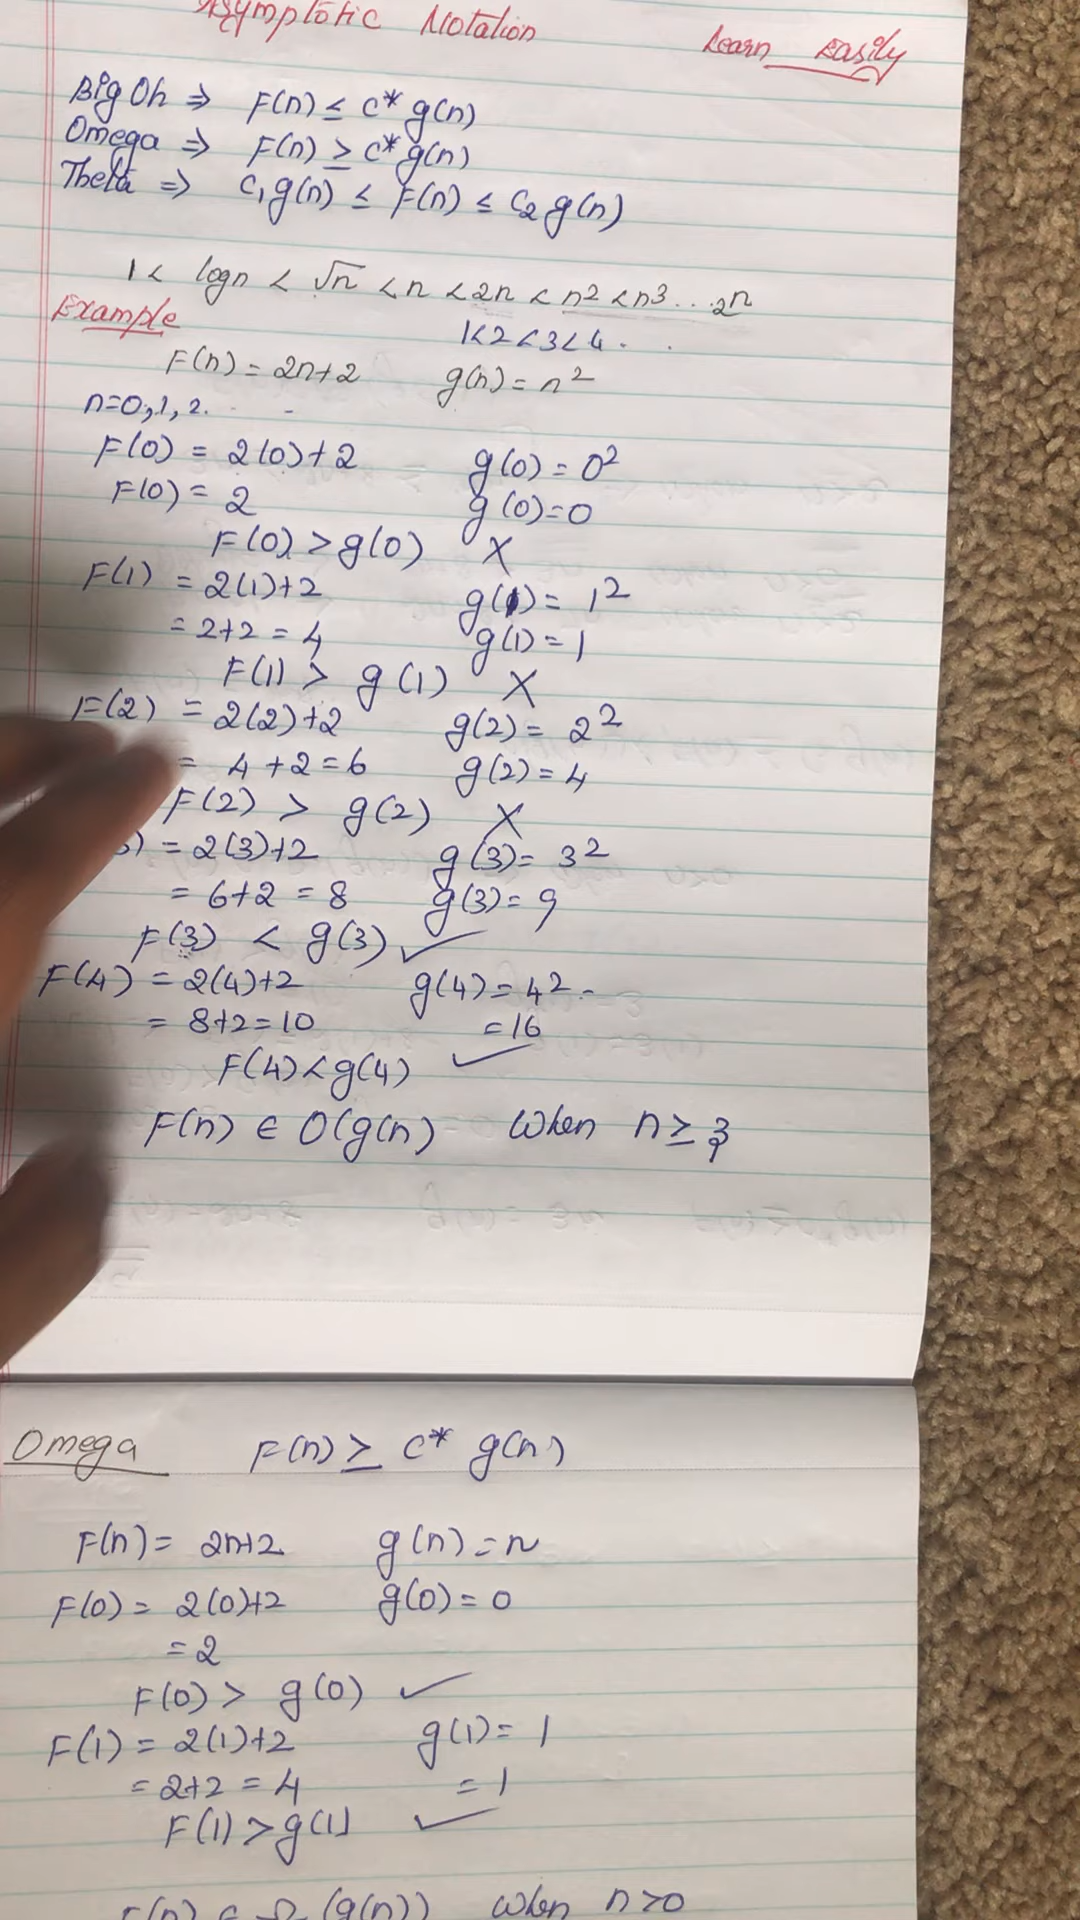 Asymptotic Notation Learn Easily
Big Oh ⇒ F(n) ≤ c* g(n)
Omega ⇒ F(n) ≥ c* g(n)
Theta ⇒ C₁g(n) ≤ F(n) ≤ C₂ g(n)
1 < logn < √n < n < 2n < n² < n3 ... 2ⁿ
Example 1<2<3<4 . .
F(n) = 2n+2 g(n) = n²
n=0,1,2. . -
F(0) = 2(0)+2 g(0) = 0²
F(0) = 2 g(0)=0
F(0) > g(0) X
F(1) = 2(1)+2 g(1) = 1²
= 2+2 = 4 g(1) = 1
F(1) > g(1) X
F(2) = 2(2)+2 g(2) = 2²
= 4 + 2 = 6 g(2) = 4
F(2) > g(2) X
3) = 2(3)+2 g(3) = 3²
= 6+2 = 8 g(3) = 9
F(3) < g(3) ✓
F(4) = 2(4)+2 g(4) = 4² -
= 8+2=10 =16
F(4)<g(4) ✓
F(n) ∈ O(g(n) When n ≥ 3
Omega F(n) ≥ c* g(n)
F(n) = 2n+2 g(n) = n
F(0) = 2(0)+2 g(0) = 0
= 2
F(0) > g(0) ✓
F(1) = 2(1)+2 g(1) = 1
= 2+2 = 4 = 1
F(1) > g(1) ✓
F(n) ∈ Ω (g(n)) When n>0